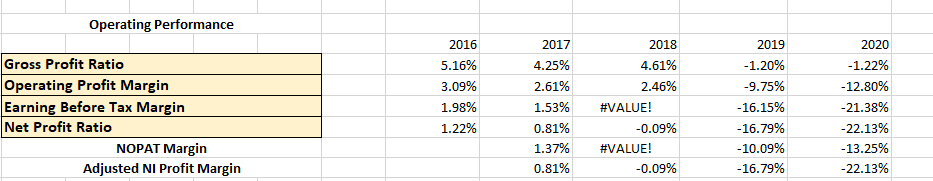 Operating Performance
2016 2017 2018 2019 2020
Gross Profit Ratio 5.16% 4.25% 4.61% -1.20% -1.22%
Operating Profit Margin 3.09% 2.61% 2.46% -9.75% -12.80%
Earning Before Tax Margin 1.98% 1.53% #VALUE! -16.15% -21.38%
Net Profit Ratio 1.22% 0.81% -0.09% -16.79% -22.13%
NOPAT Margin 1.37% #VALUE! -10.09% -13.25%
Adjusted NI Profit Margin 0.81% -0.09% -16.79% -22.13%